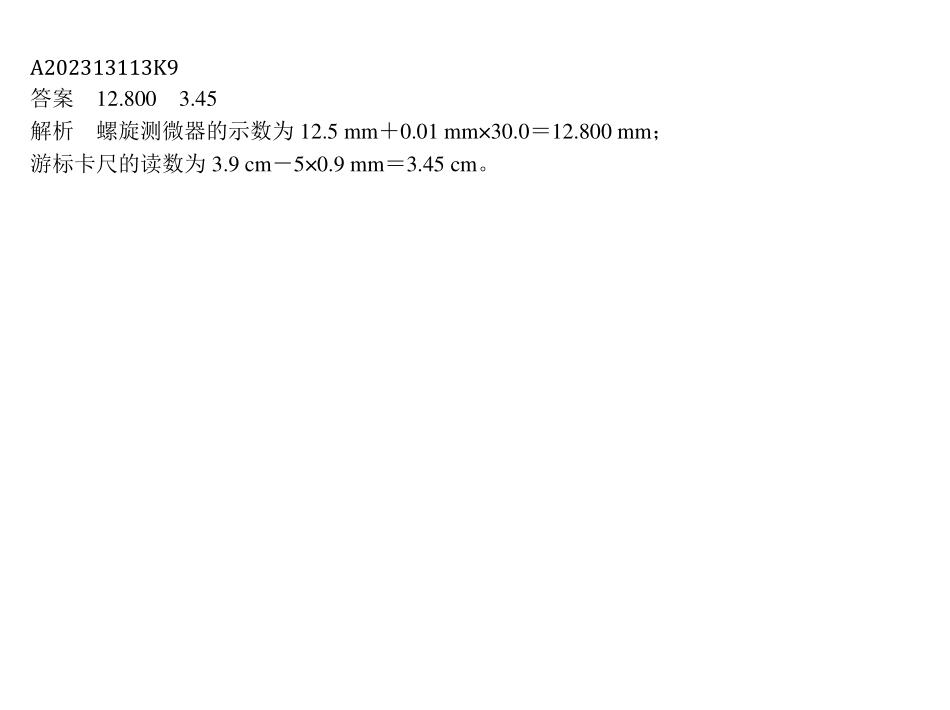 A202313113K9
答案　12.800　3.45
解析　螺旋测微器的示数为 12.5 mm＋0.01 mm×30.0＝12.800 mm；
游标卡尺的读数为 3.9 cm－5×0.9 mm＝3.45 cm。